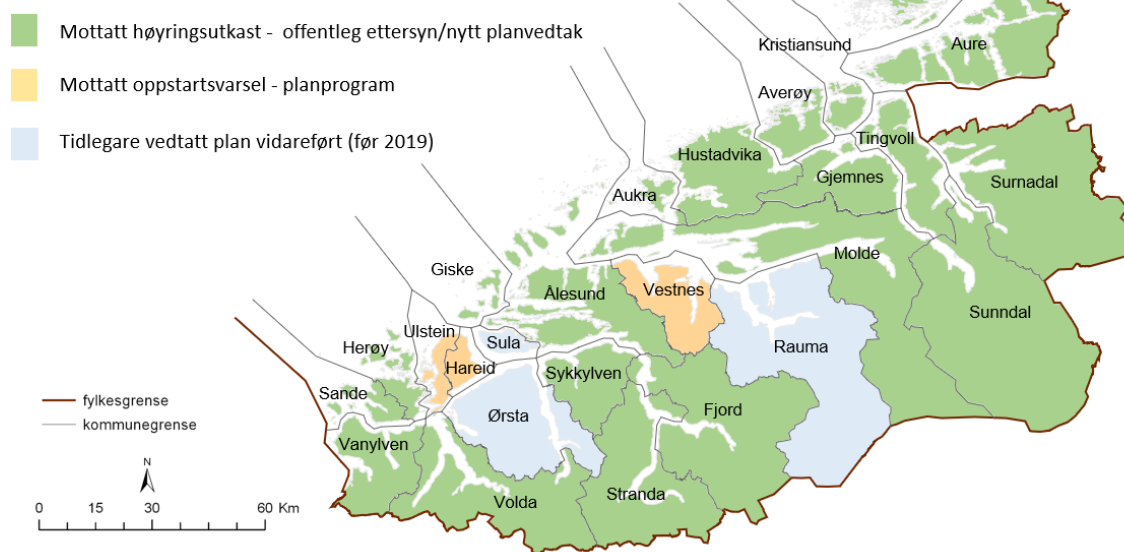 Mottatt høyringsutkast - offentleg ettersyn/nytt planvedtak
Mottatt oppstartsvarsel - planprogram
Tidlegare vedtatt plan vidareført (før 2019)
Kristiansund
Aure
Averøy
Tingvoll
Hustadvika
Gjemnes
Surnadal
Aukra
Molde
Giske
Vestnes
Ålesund
Sunndal
Ulstein
Sula
Rauma
Herøy
Hareid
Sykkylven
Sande
Fjord
Ørsta
Vanylven
Stranda
Volda
fylkesgrense
kommunegrense
N
0 15 30 60 Km